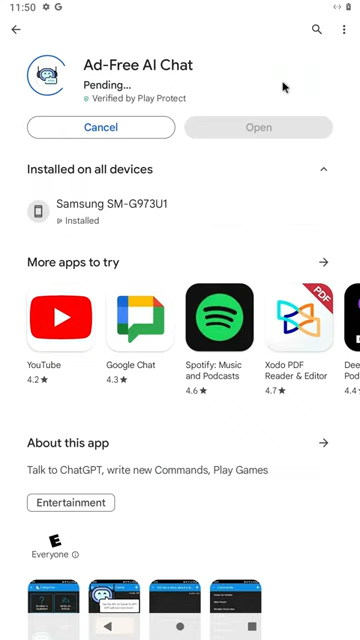 11:50
Ad-Free AI Chat
Pending...
Verified by Play Protect
Cancel
Open
Installed on all devices
Samsung SM-G973U1
Installed
More apps to try
PDF
YouTube
4.2★
Google Chat
4.3★
Spotify: Music
and Podcasts
4.6★
Xodo PDF
Reader & Editor
4.7★
Dee
Pod
4.4
About this app
Talk to ChatGPT, write new Commands, Play Games
Entertainment
E
Everyone